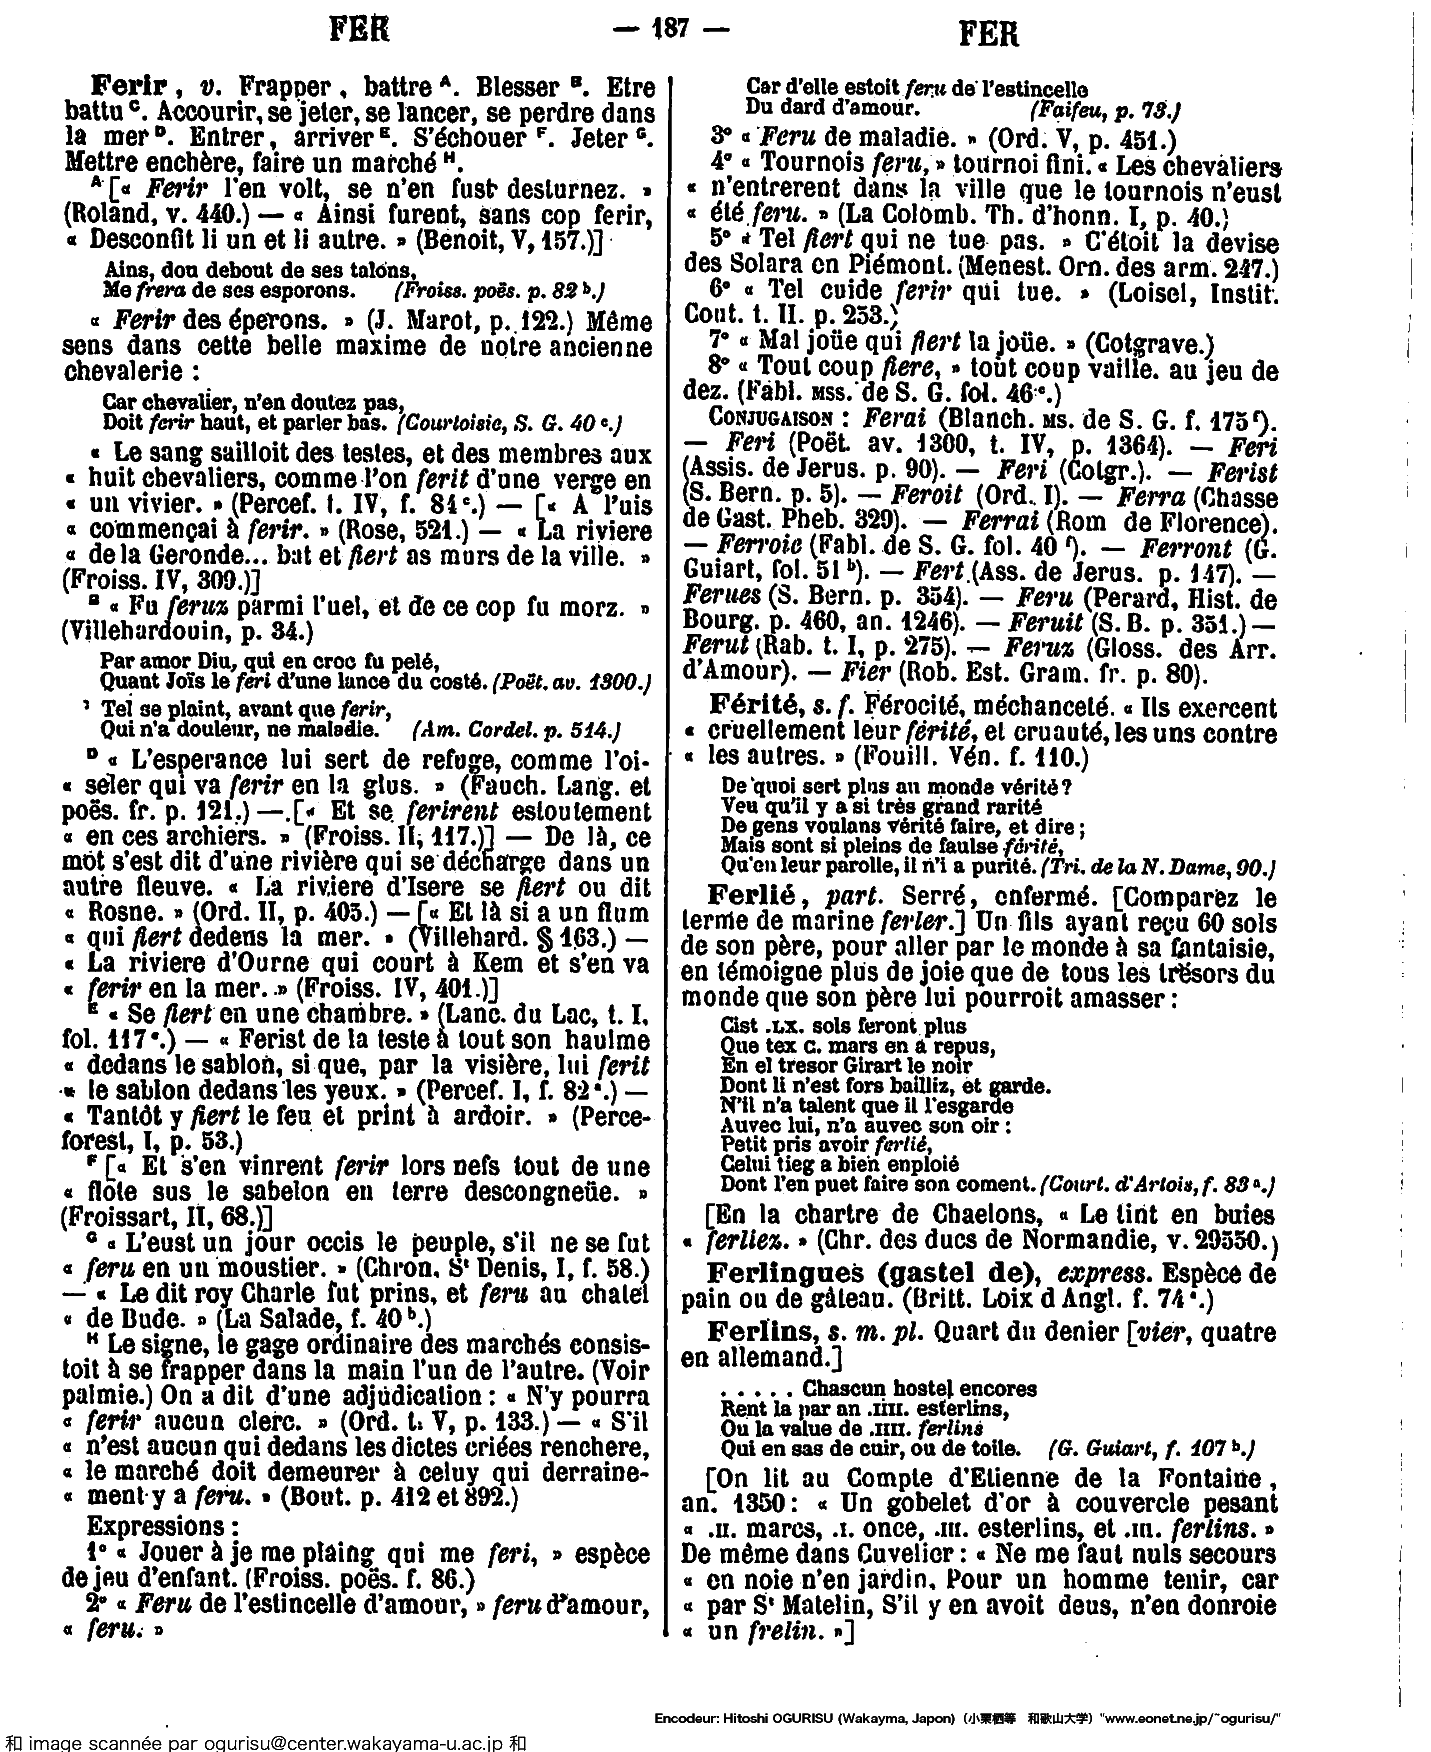 FER — 187 — FER
Ferir, v. Frapper, battre ᴬ. Blesser ᴮ. Etre
battu ᶜ. Accourir, se jeter, se lancer, se perdre dans
la mer ᴰ. Entrer, arriver ᴱ. S'échouer ᶠ. Jeter ᴳ.
Mettre enchère, faire un marché ᴴ.
ᴬ [« Ferir l'en volt, se n'en fust desturnez. »
(Roland, v. 440.) — « Ainsi furent, sans cop ferir,
« Desconfit li un et li autre. » (Benoit, V, 157.)]
Ains, dou debout de ses talons,
Me frera de ses esporons. (Froiss. poës. p. 82 ᵇ.)
« Ferir des éperons. » (J. Marot, p. 122.) Même
sens dans cette belle maxime de notre ancienne
chevalerie :
Car chevalier, n'en doutez pas,
Doit ferir haut, et parler bas. (Courtoisie, S. G. 40 ᶜ.)
« Le sang sailloit des testes, et des membres aux
« huit chevaliers, comme l'on ferit d'une verge en
« un vivier. » (Percef. t. IV, f. 84 ᶜ.) — [« A l'uis
« commençai à ferir. » (Rose, 521.) — « La riviere
« de la Geronde... bat et fiert as murs de la ville. »
(Froiss. IV, 309.)]
ᴮ « Fu feruz parmi l'uel, et de ce cop fu morz. »
(Villehardouin, p. 34.)
Par amor Diu, qui en croc fu pelé,
Quant Joïs le feri d'une lance du costé. (Poët. av. 1300.)
Tel se plaint, avant que ferir,
Qui n'a douleur, ne maladie. (Am. Cordel. p. 514.)
ᴰ « L'esperance lui sert de refuge, comme l'oi-
« seler qui va ferir en la glus. » (Fauch. Lang. et
poës. fr. p. 121.) — [« Et se ferirent estoutement
« en ces archiers. » (Froiss. II, 117.)] — De là, ce
mot s'est dit d'une rivière qui se décharge dans un
autre fleuve. « La riviere d'Isere se fiert ou dit
« Rosne. » (Ord. II, p. 405.) — [« Et là si a un flum
« qui fiert dedens la mer. » (Villehard. § 163.) —
« La riviere d'Ourne qui court à Kem et s'en va
« ferir en la mer. » (Froiss. IV, 401.)]
ᴱ « Se fiert en une chambre. » (Lanc. du Lac, t. I,
fol. 117 ᵃ.) — « Ferist de la teste à tout son haulme
« dedans le sablon, si que, par la visière, lui ferit
« le sablon dedans les yeux. » (Percef. I, f. 82 ᵃ.) —
« Tantôt y fiert le feu et print à ardoir. » (Perce-
forest, I, p. 53.)
ᶠ [« Et s'en vinrent ferir lors nefs tout de une
« flote sus le sabelon en terre descongneüe. »
(Froissart, II, 68.)]
ᴳ « L'eust un jour occis le peuple, s'il ne se fut
« feru en un moustier. » (Chron. Sᵗ Denis, I, f. 58.)
— « Le dit roy Charle fut prins, et feru au chatel
« de Bude. » (La Salade, f. 40 ᵇ.)
ᴴ Le signe, le gage ordinaire des marchés consis-
toit à se frapper dans la main l'un de l'autre. (Voir
palmie.) On a dit d'une adjudication : « N'y pourra
« ferir aucun clerc. » (Ord. t. V, p. 133.) — « S'il
« n'est aucun qui dedans les dictes criées renchere,
« le marché doit demeurer à celuy qui derraine-
« ment y a feru. » (Bout. p. 412 et 892.)
Expressions :
1° « Jouer à je me plaing qui me feri, » espèce
de jeu d'enfant. (Froiss. poës. f. 86.)
2° « Feru de l'estincelle d'amour, » feru d'amour,
« feru. »
Car d'elle estoit feru de l'estincelle
Du dard d'amour. (Faifeu, p. 73.)
3° « Feru de maladie. » (Ord. V, p. 451.)
4° « Tournois feru, » tournoi fini. « Les chevaliers
« n'entrerent dans la ville que le tournois n'eust
« été feru. » (La Colomb. Th. d'honn. I, p. 40.)
5° « Tel fiert qui ne tue pas. » C'étoit la devise
des Solara en Piémont. (Menest. Orn. des arm. 247.)
6° « Tel cuide ferir qui tue. » (Loisel, Instit.
Cout. t. II. p. 253.)
7° « Mal joüe qui fiert la joüe. » (Cotgrave.)
8° « Tout coup fiere, » tout coup vaille. au jeu de
dez. (Fabl. MSS. de S. G. fol. 46 ᶜ.)
CONJUGAISON : Ferai (Blanch. MS. de S. G. f. 175 ᶠ).
— Feri (Poët. av. 1300, t. IV, p. 1364). — Feri
(Assis. de Jerus. p. 90). — Feri (Cotgr.). — Ferist
(S. Bern. p. 5). — Feroit (Ord. I). — Ferra (Chasse
de Gast. Pheb. 329). — Ferrai (Rom de Florence).
— Ferroie (Fabl. de S. G. fol. 40 ᶠ). — Ferront (G.
Guiart, fol. 51 ᵇ). — Fert (Ass. de Jerus. p. 147). —
Ferues (S. Bern. p. 354). — Feru (Perard, Hist. de
Bourg. p. 460, an. 1246). — Feruit (S. B. p. 351.) —
Ferut (Rab. t. I, p. 275). — Feruz (Gloss. des Arr.
d'Amour). — Fier (Rob. Est. Gram. fr. p. 80).
Férité, s. f. Férocité, méchanceté. « Ils exercent
« cruellement leur férité, et cruauté, les uns contre
« les autres. » (Fouill. Vén. f. 110.)
De quoi sert plus au monde vérité ?
Veu qu'il y a si très grand rarité
De gens voulans vérité faire, et dire ;
Mais sont si pleins de faulse férité,
Qu'en leur parolle, il n'i a purité. (Tri. de la N. Dame, 90.)
Ferlié, part. Serré, enfermé. [Comparez le
terme de marine ferler.] Un fils ayant reçu 60 sols
de son père, pour aller par le monde à sa fantaisie,
en témoigne plus de joie que de tous les trésors du
monde que son père lui pourroit amasser :
Cist .LX. sols feront plus
Que tex C. mars en a repus,
En el tresor Girart le noir
Dont li n'est fors bailliz, et garde.
N'il n'a talent que il l'esgarde
Auvec lui, n'a auvec son oir :
Petit pris avoir ferlié,
Celui tieg a bien enploié
Dont l'en puet faire son coment. (Court. d'Artois, f. 83 ᵃ.)
[En la chartre de Chaelons, « Le tint en buies
« ferliez. » (Chr. des ducs de Normandie, v. 29550.)
Ferlingues (gastel de), express. Espèce de
pain ou de gâteau. (Britt. Loix d Angl. f. 74 ᵃ.)
Ferlins, s. m. pl. Quart du denier [vier, quatre
en allemand.]
. . . . . Chascun hostel encores
Rent la par an .IIII. esterlins,
Ou la value de .IIII. ferlins
Qui en sas de cuir, ou de toile. (G. Guiart, f. 107 ᵇ.)
[On lit au Compte d'Etienne de la Fontaine,
an. 1350 : « Un gobelet d'or à couvercle pesant
« .II. marcs, .I. once, .III. esterlins, et .III. ferlins. »
De même dans Cuvelier : « Ne me faut nuls secours
« en noie n'en jardin, Pour un homme tenir, car
« par Sᵗ Matelin, S'il y en avoit deus, n'en donroie
« un frelin. »]
Encodeur: Hitoshi OGURISU (Wakayma, Japon) (小栗栖等 和歌山大学) "www.eonet.ne.jp/~ogurisu/"
和 image scannée par ogurisu@center.wakayama-u.ac.jp 和